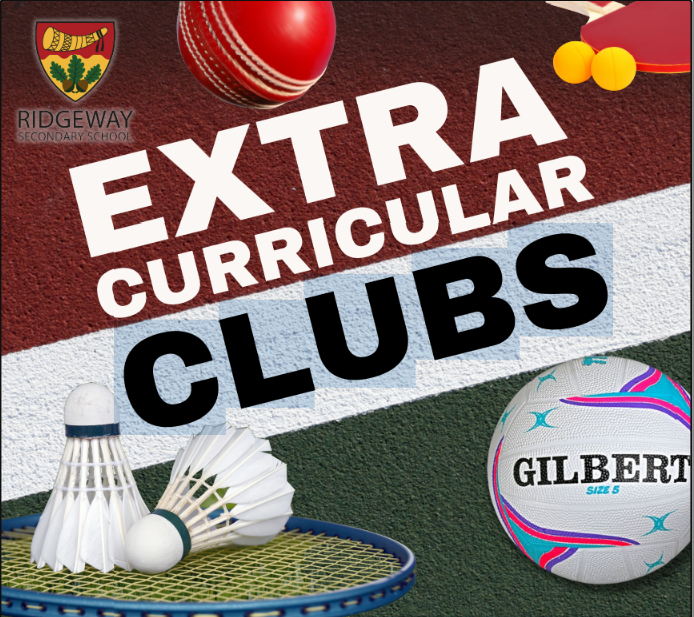 RIDGEWAY
SECONDARY SCHOOL
EXTRA
CURRICULAR
CLUBS
GILBERT
SIZE 5